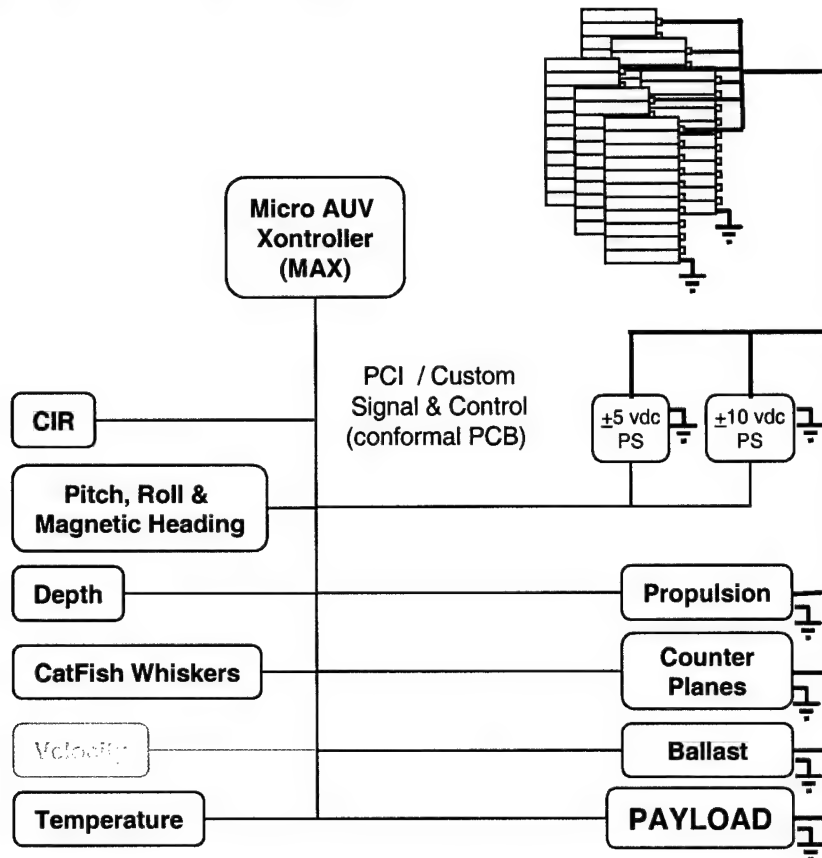 Micro AUV
Xontroller
(MAX)
PCI / Custom
Signal & Control
(conformal PCB)
±5 vdc
PS
±10 vdc
PS
CIR
Pitch, Roll &
Magnetic Heading
Depth
Propulsion
CatFish Whiskers
Counter
Planes
Velocity
Ballast
Temperature
PAYLOAD